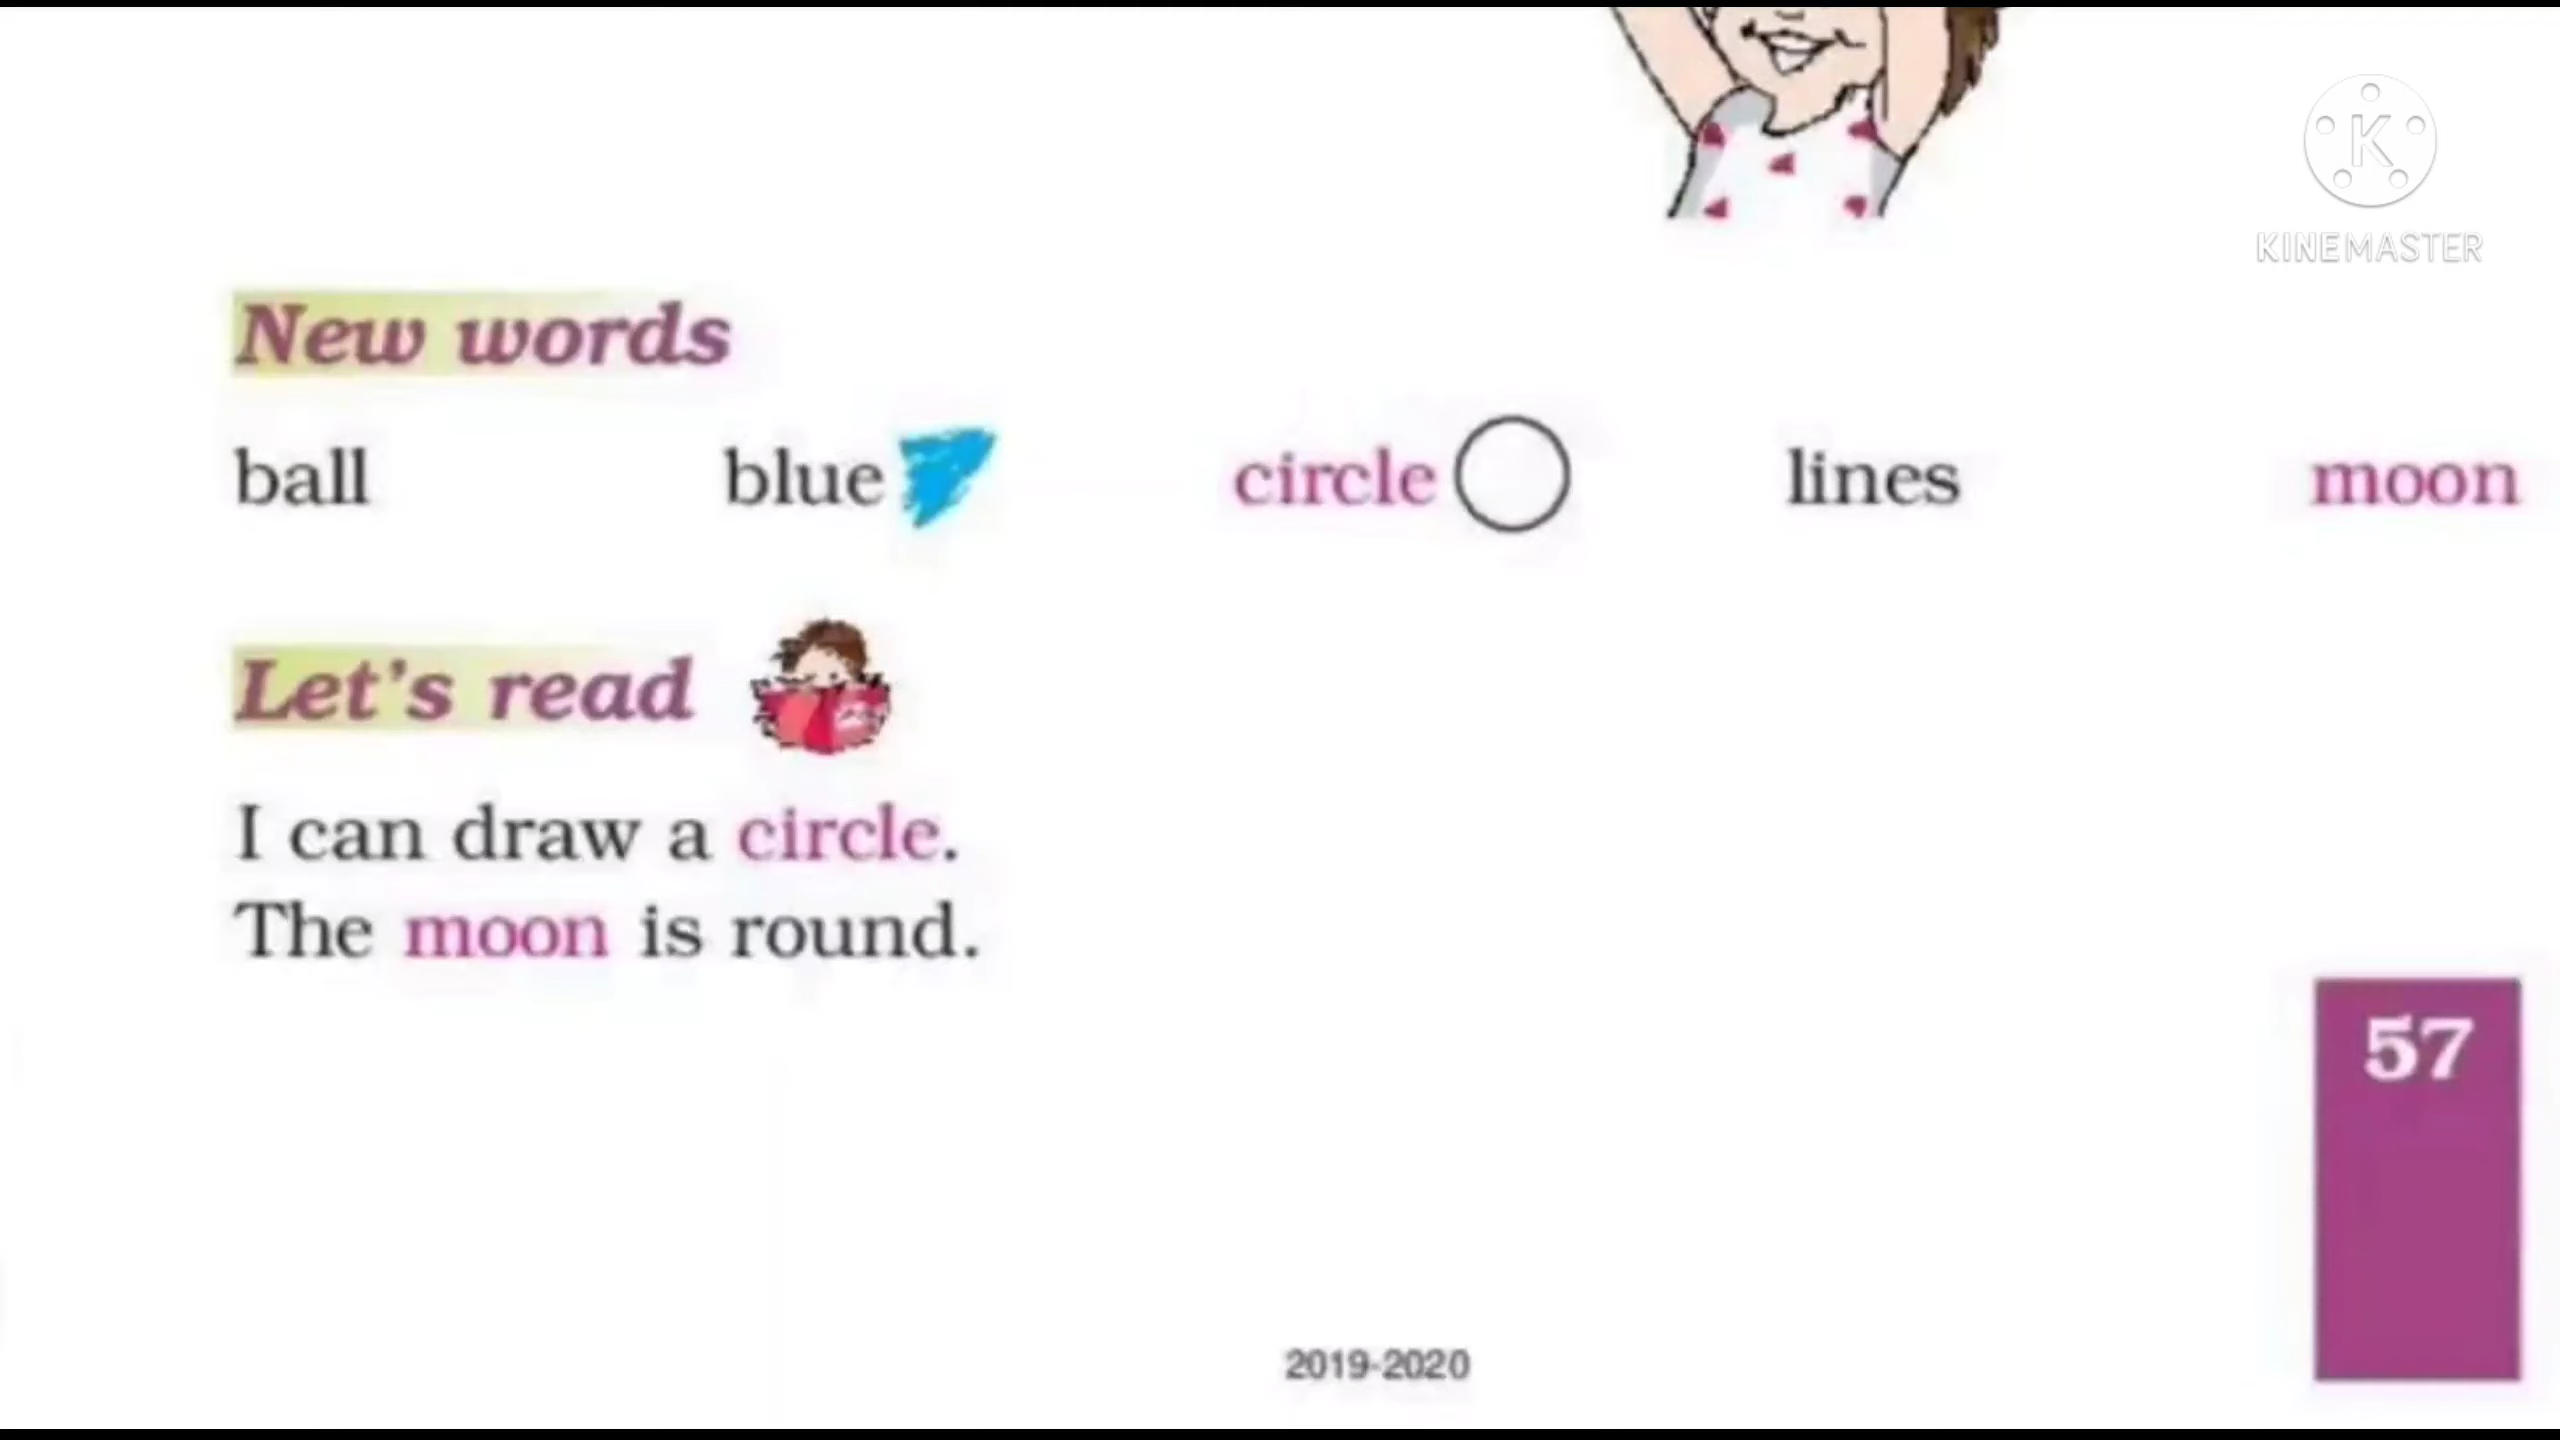 KINEMASTER
New words
ball blue circle lines moon
Let's read
I can draw a circle.
The moon is round.
57
2019-2020